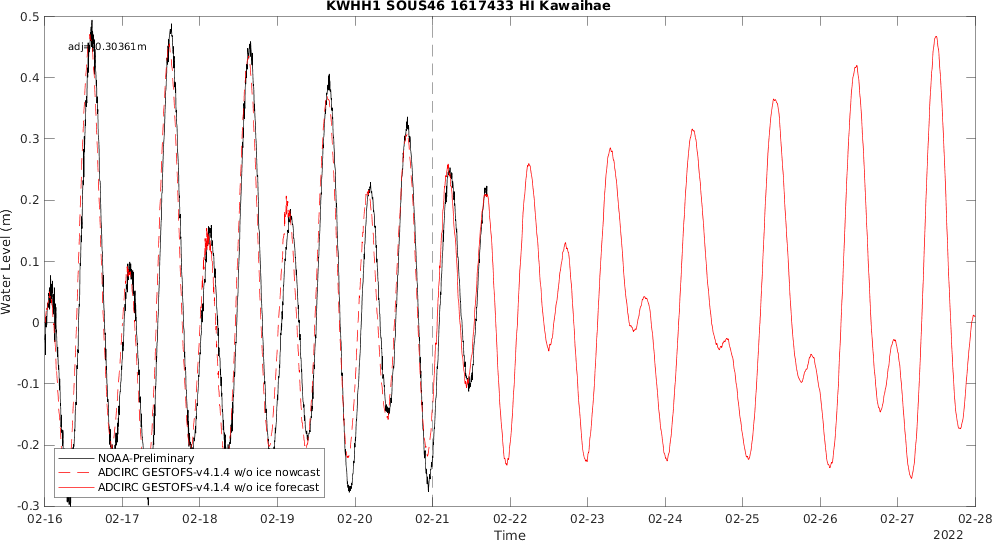 KWHH1 SOUS46 1617433 HI Kawaihae
adj=-0.30361m
Water Level (m)
0.5
0.4
0.3
0.2
0.1
0
-0.1
-0.2
-0.3
NOAA-Preliminary
ADCIRC GESTOFS-v4.1.4 w/o ice nowcast
ADCIRC GESTOFS-v4.1.4 w/o ice forecast
02-16 02-17 02-18 02-19 02-20 02-21 02-22 02-23 02-24 02-25 02-26 02-27 02-28
Time
2022